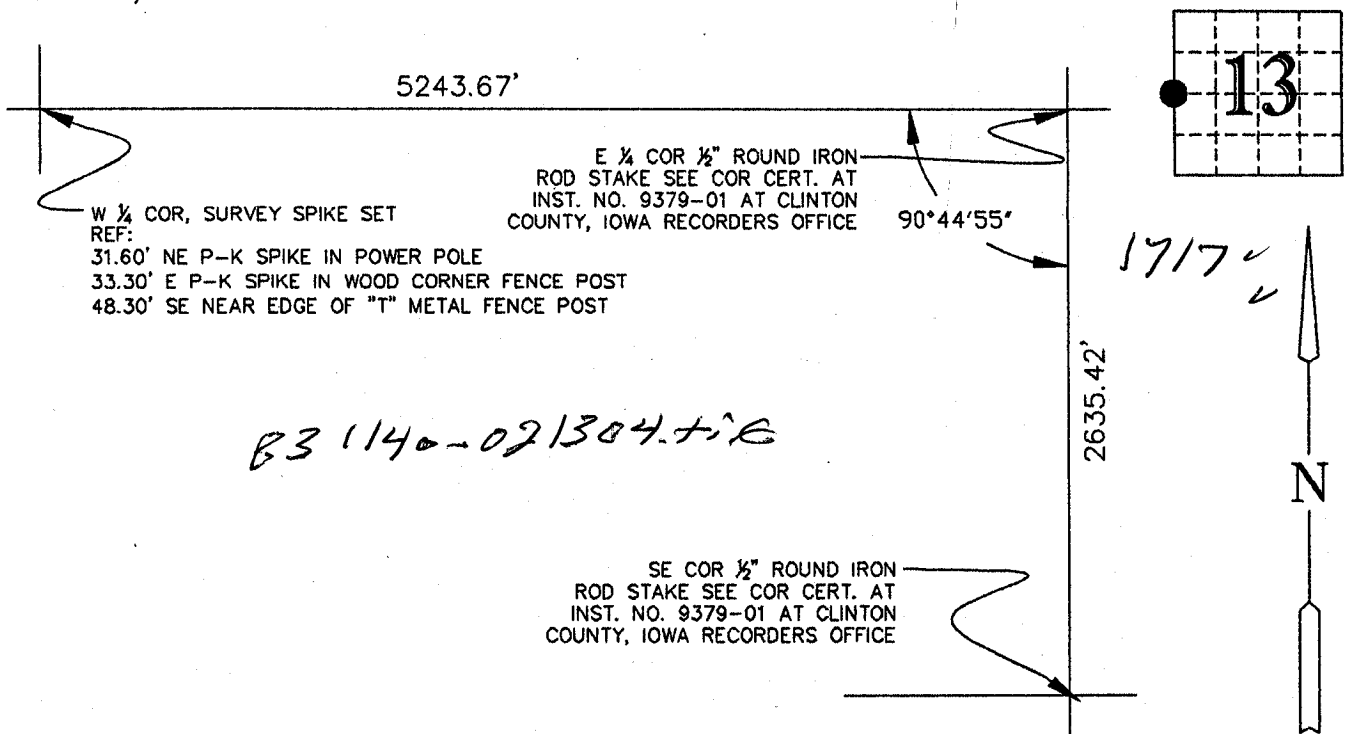 5243.67'
13
E ¼ COR ½" ROUND IRON
ROD STAKE SEE COR CERT. AT
INST. NO. 9379-01 AT CLINTON
COUNTY, IOWA RECORDERS OFFICE
90°44'55"
W ¼ COR, SURVEY SPIKE SET
REF:
31.60' NE P-K SPIKE IN POWER POLE
33.30' E P-K SPIKE IN WOOD CORNER FENCE POST
48.30' SE NEAR EDGE OF "T" METAL FENCE POST
1717
2635.42'
N
SE COR ½" ROUND IRON
ROD STAKE SEE COR CERT. AT
INST. NO. 9379-01 AT CLINTON
COUNTY, IOWA RECORDERS OFFICE